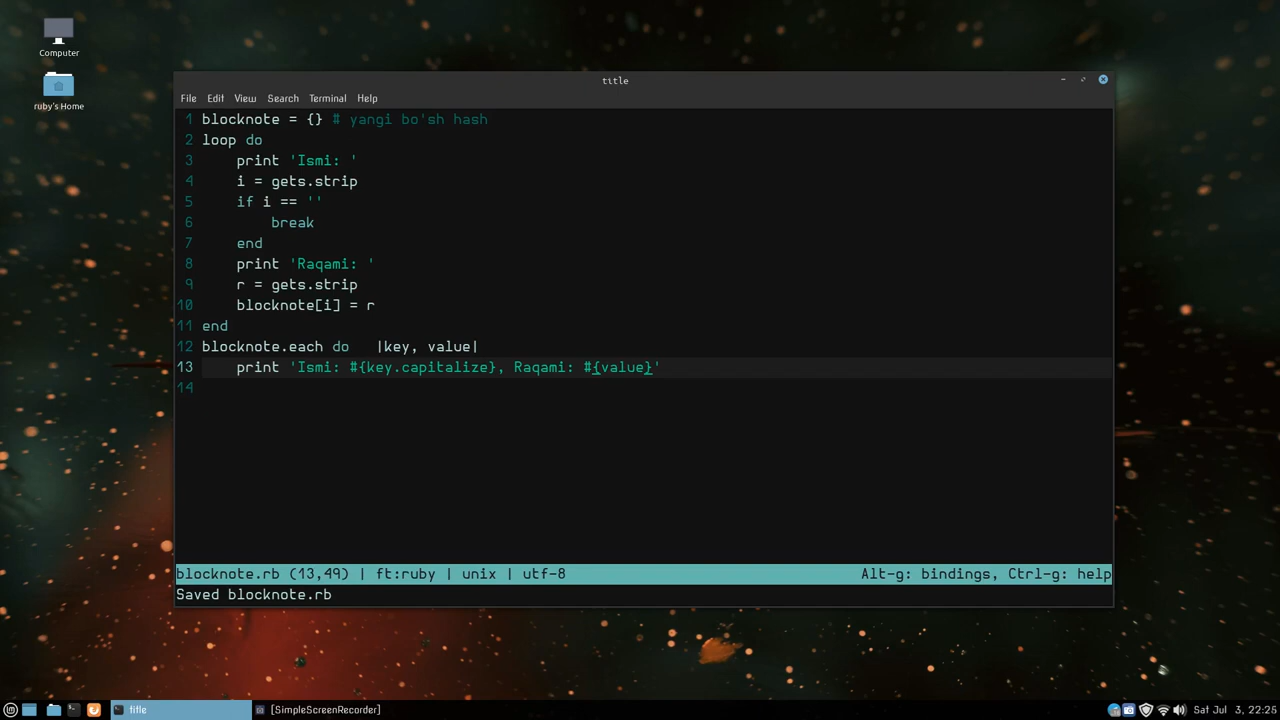 Computer
ruby's Home
title
File Edit View Search Terminal Help
1 blocknote = {} # yangi bo'sh hash
2 loop do
3 print 'Ismi: '
4 i = gets.strip
5 if i == ''
6 break
7 end
8 print 'Raqami: '
9 r = gets.strip
10 blocknote[i] = r
11 end
12 blocknote.each do |key, value|
13 print 'Ismi: #{key.capitalize}, Raqami: #{value}'
14
blocknote.rb (13,49) | ft:ruby | unix | utf-8 Alt-g: bindings, Ctrl-g: help
Saved blocknote.rb
title [SimpleScreenRecorder] Sat Jul 3, 22:28